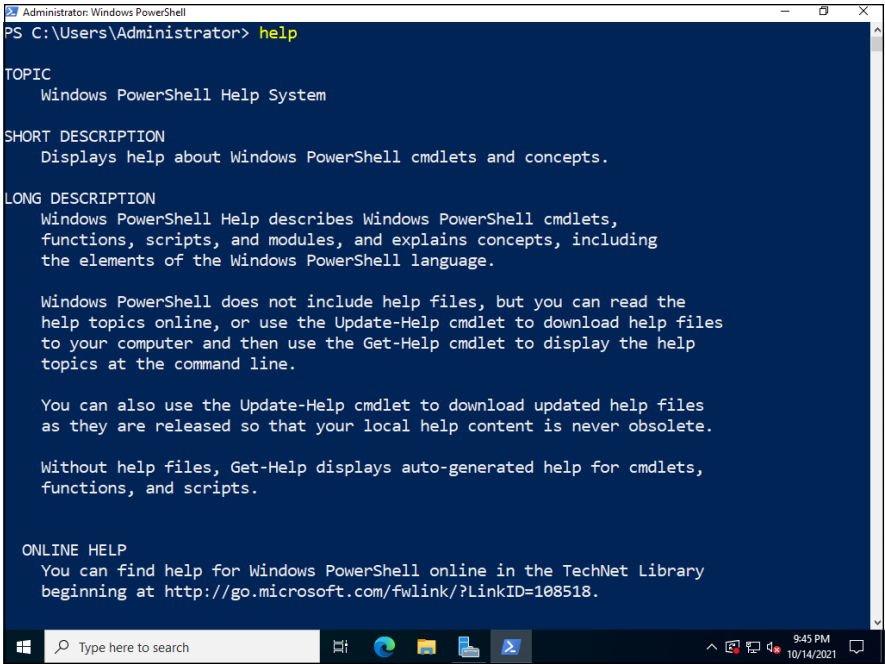 Administrator: Windows PowerShell
PS C:\Users\Administrator> help
TOPIC
Windows PowerShell Help System
SHORT DESCRIPTION
Displays help about Windows PowerShell cmdlets and concepts.
LONG DESCRIPTION
Windows PowerShell Help describes Windows PowerShell cmdlets,
functions, scripts, and modules, and explains concepts, including
the elements of the Windows PowerShell language.
Windows PowerShell does not include help files, but you can read the
help topics online, or use the Update-Help cmdlet to download help files
to your computer and then use the Get-Help cmdlet to display the help
topics at the command line.
You can also use the Update-Help cmdlet to download updated help files
as they are released so that your local help content is never obsolete.
Without help files, Get-Help displays auto-generated help for cmdlets,
functions, and scripts.
ONLINE HELP
You can find help for Windows PowerShell online in the TechNet Library
beginning at http://go.microsoft.com/fwlink/?LinkID=108518.
Type here to search
9:45 PM
10/14/2021